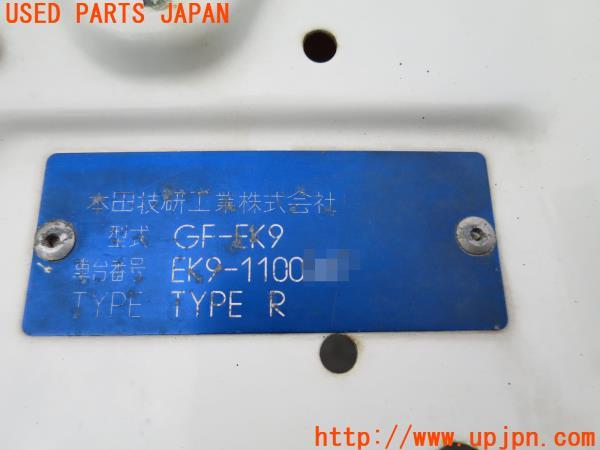 USED PARTS JAPAN
本田技研工業株式会社
型式 GF-EK9
車台番号 EK9-1100
TYPE TYPE R
UPJ
http://www.upjpn.com